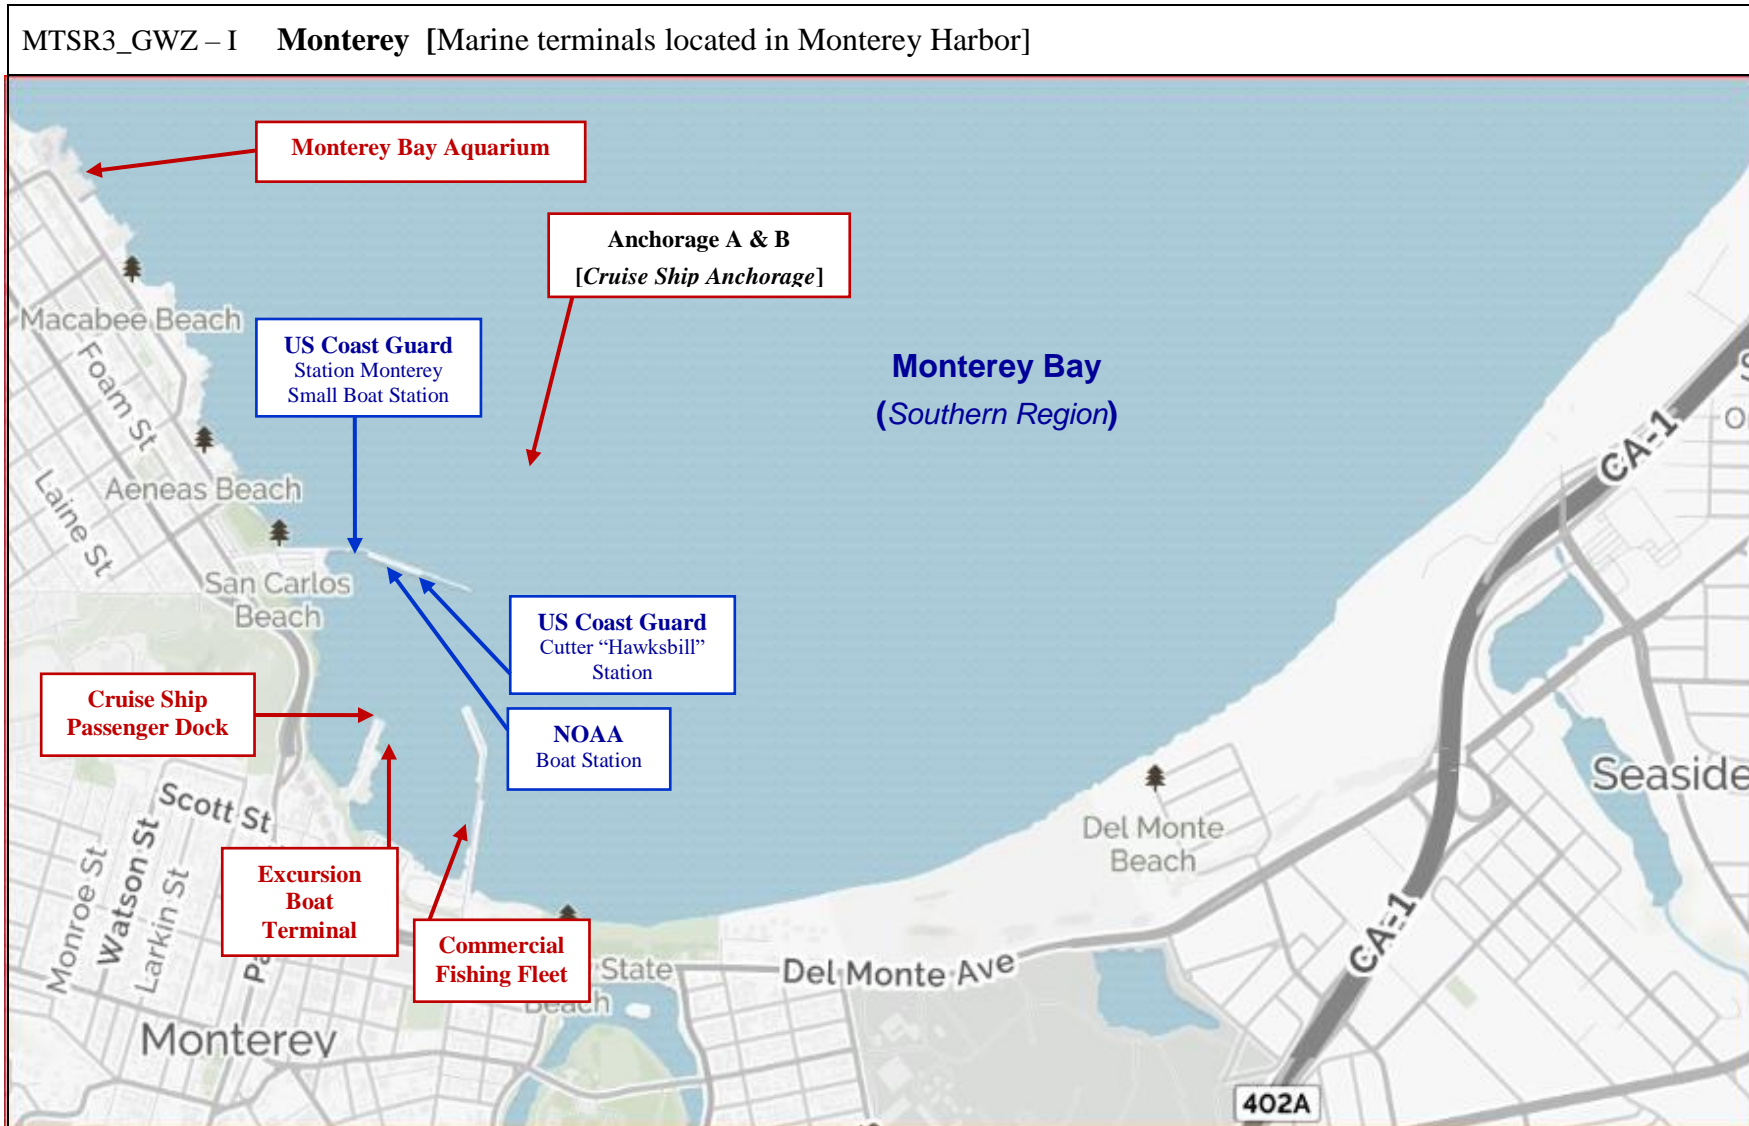 MTSR3_GWZ – I Monterey [Marine terminals located in Monterey Harbor]
Monterey Bay Aquarium
Anchorage A & B
[Cruise Ship Anchorage]
Macabee Beach
US Coast Guard
Station Monterey
Small Boat Station
Monterey Bay
(Southern Region)
Foam St
CA-1
Laine St
Aeneas Beach
San Carlos
Beach
US Coast Guard
Cutter “Hawksbill”
Station
Cruise Ship
Passenger Dock
NOAA
Boat Station
Seaside
Scott St
Del Monte
Beach
Monroe St
Watson St
Larkin St
Excursion
Boat
Terminal
Commercial
Fishing Fleet
State
Beach
Del Monte Ave
CA-1
Monterey
402A